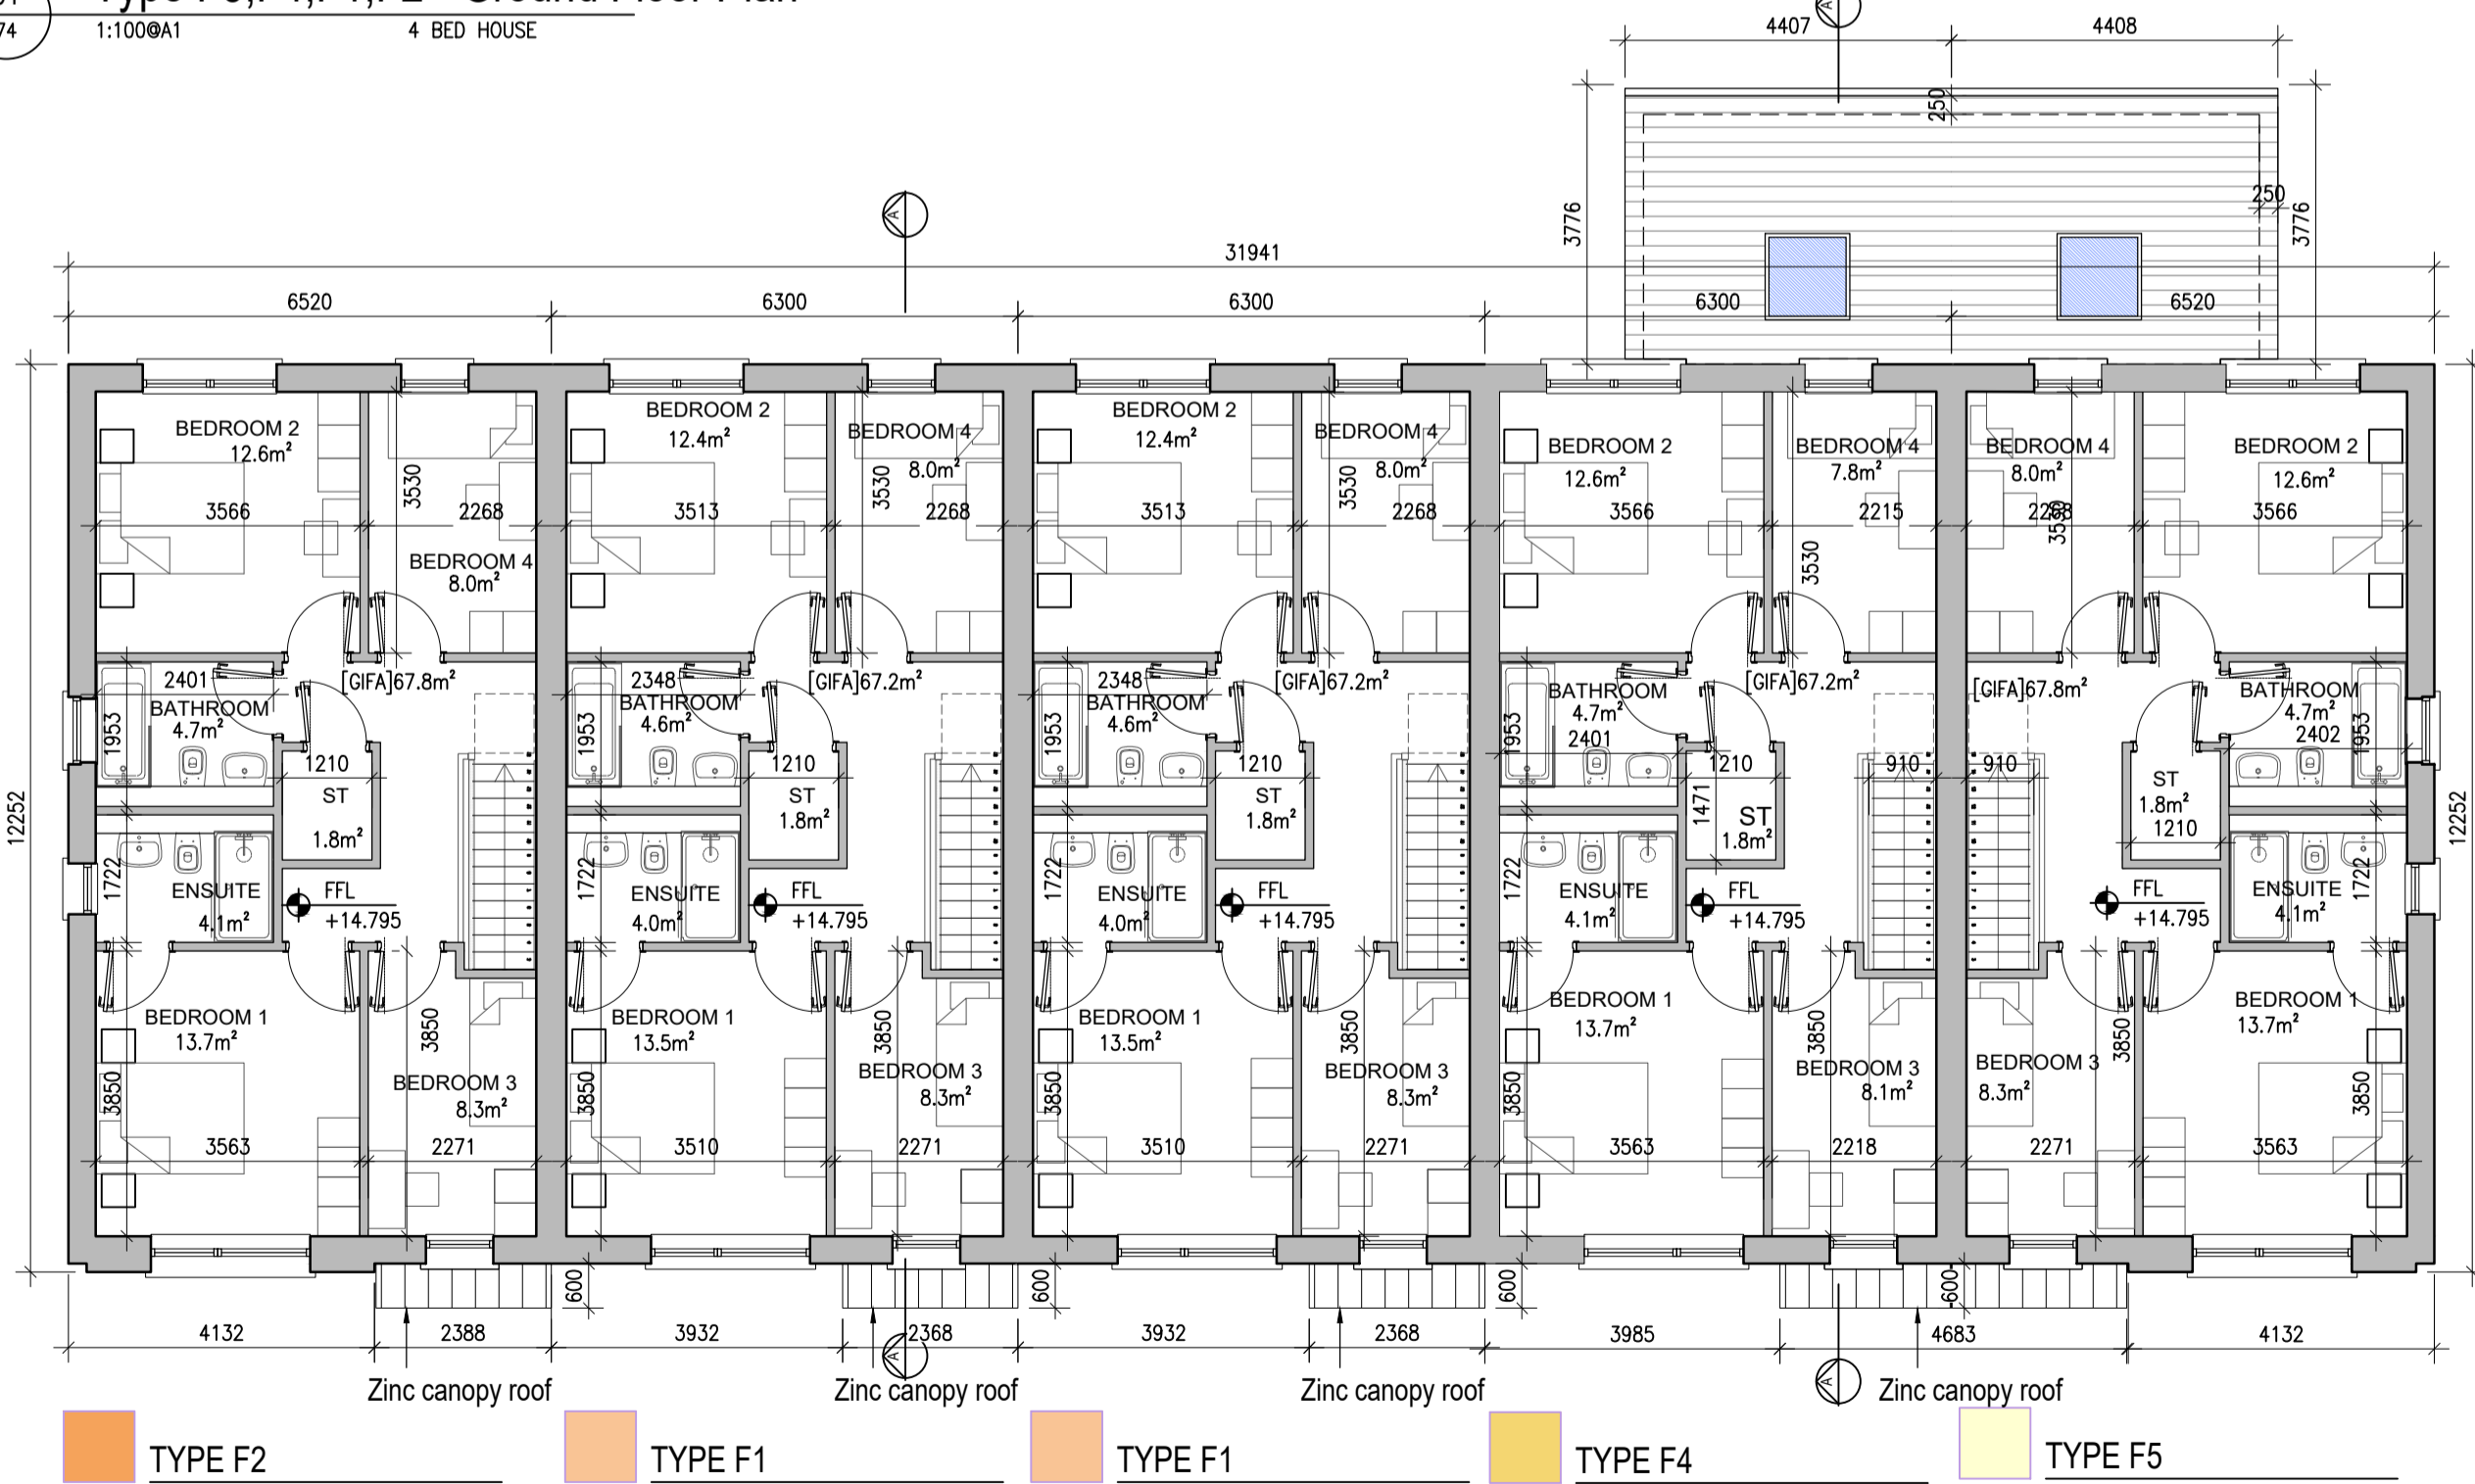 1:100@A1 4 BED HOUSE
4407 4408
250
3776 250 3776
31941
6520 6300 6300 6300 6520
BEDROOM 2
12.6m²
3566
3530
2268
BEDROOM 4
8.0m²
BEDROOM 2
12.4m²
3513
BEDROOM 4
8.0m²
3530
2268
BEDROOM 2
12.4m²
3513
BEDROOM 4
8.0m²
3530
2268
BEDROOM 2
12.6m²
3566
BEDROOM 4
7.8m²
2215
3530
BEDROOM 4
8.0m²
3530
BEDROOM 2
12.6m²
3566
12252
2401
BATHROOM
4.7m²
1953
[GIFA]67.8m²
1210
ST
1.8m²
1722
ENSUITE
4.1m²
FFL
+14.795
2348
BATHROOM
4.6m²
1953
[GIFA]67.2m²
1210
ST
1.8m²
1722
ENSUITE
4.0m²
FFL
+14.795
2348
BATHROOM
4.6m²
1953
[GIFA]67.2m²
1210
ST
1.8m²
1722
ENSUITE
4.0m²
FFL
+14.795
BATHROOM
4.7m²
2401
1953
[GIFA]67.2m²
1210
1471
ST
1.8m²
910
1722
ENSUITE
4.1m²
FFL
+14.795
[GIFA]67.8m²
910
ST
1.8m²
1210
BATHROOM
4.7m²
2402
1953
ENSUITE
4.1m²
1722
FFL
+14.795
12252
BEDROOM 1
13.7m²
3850
3563
3850
BEDROOM 3
8.3m²
2271
BEDROOM 1
13.5m²
3850
3510
3850
BEDROOM 3
8.3m²
2271
BEDROOM 1
13.5m²
3850
3510
3850
BEDROOM 3
8.3m²
2271
BEDROOM 1
13.7m²
3850
3563
3850
BEDROOM 3
8.1m²
2218
BEDROOM 3
8.3m²
3850
2271
BEDROOM 1
13.7m²
3850
3563
600 600 600 600
4132 2388 3932 2368 3932 2368 3985 4683 4132
A A A A
Zinc canopy roof Zinc canopy roof Zinc canopy roof Zinc canopy roof
TYPE F2 TYPE F1 TYPE F1 TYPE F4 TYPE F5